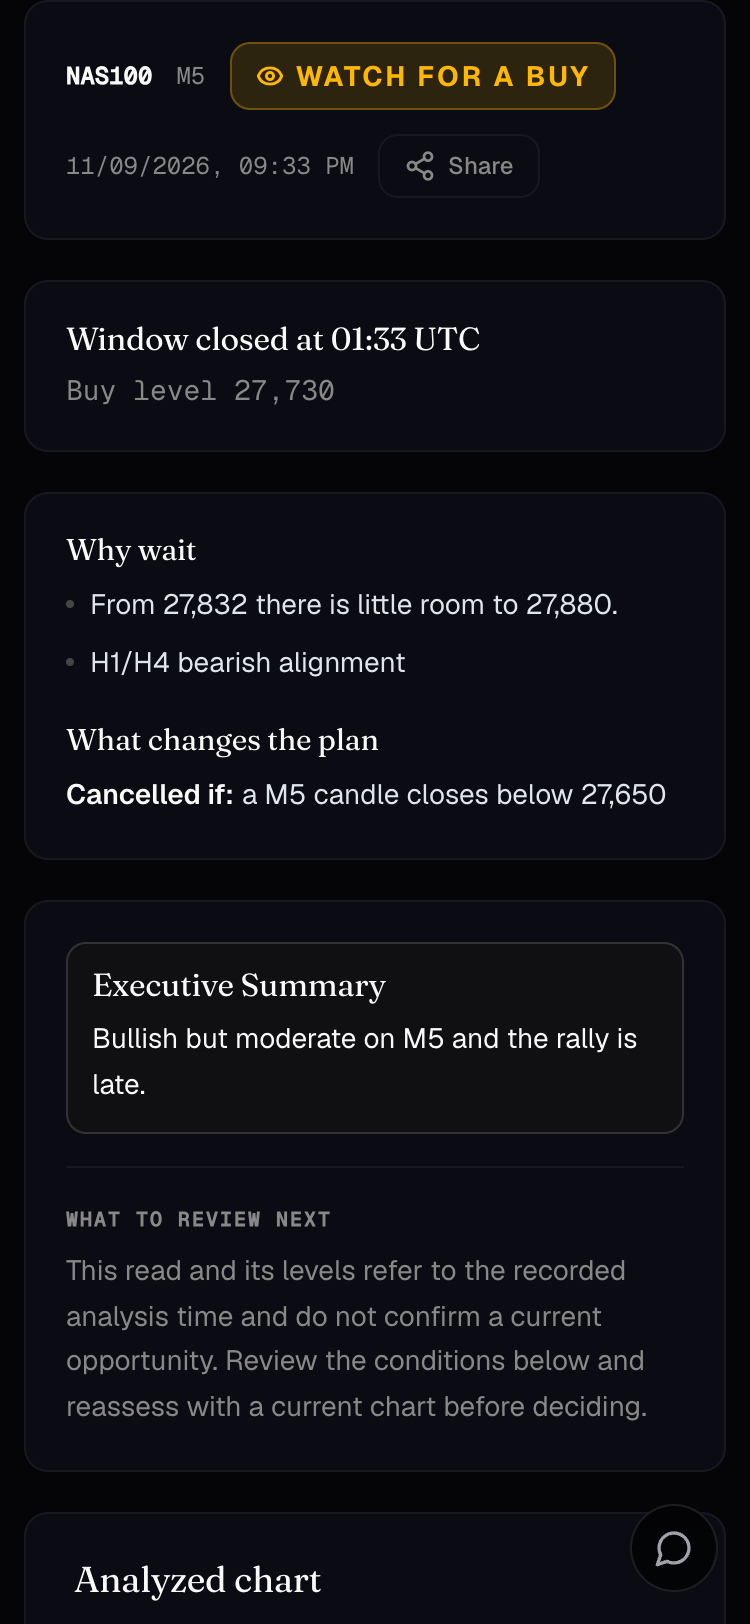 NAS100 M5 WATCH FOR A BUY
11/09/2026, 09:33 PM Share
Window closed at 01:33 UTC
Buy level 27,730
Why wait
From 27,832 there is little room to 27,880.
H1/H4 bearish alignment
What changes the plan
Cancelled if: a M5 candle closes below 27,650
Executive Summary
Bullish but moderate on M5 and the rally is
late.
WHAT TO REVIEW NEXT
This read and its levels refer to the recorded
analysis time and do not confirm a current
opportunity. Review the conditions below and
reassess with a current chart before deciding.
Analyzed chart